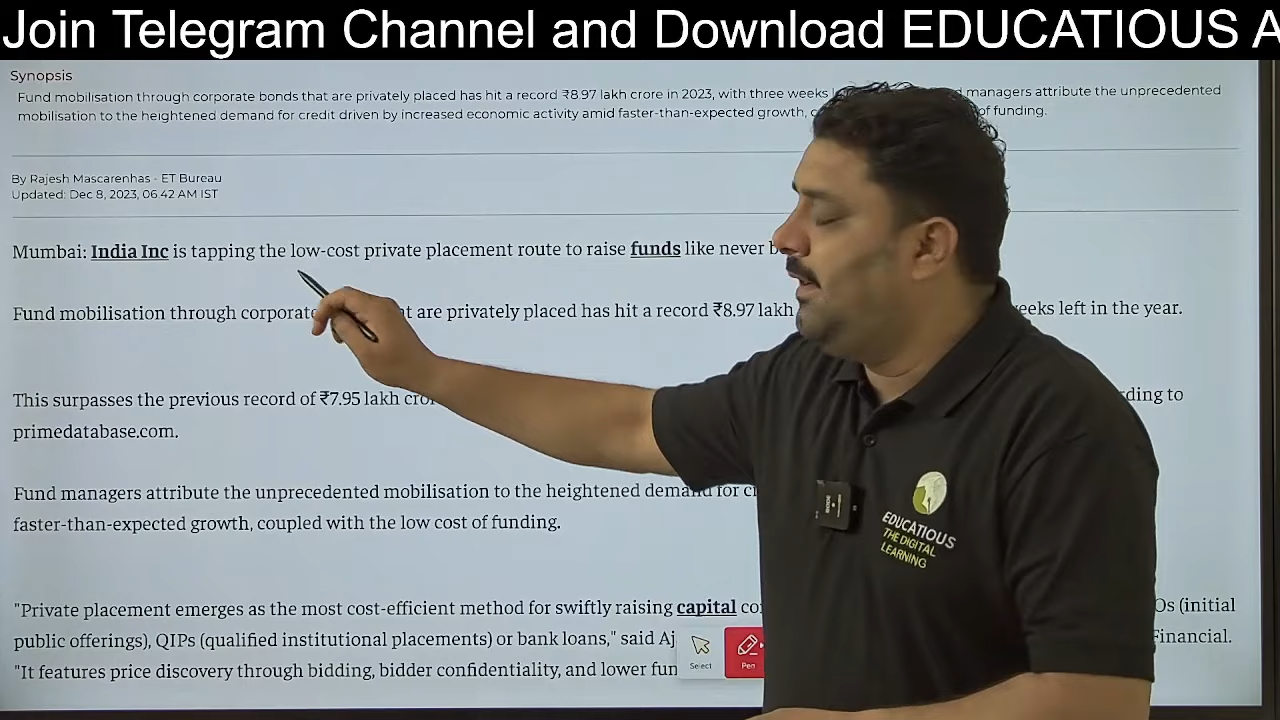 Join Telegram Channel and Download EDUCATIOUS A
Synopsis
Fund mobilisation through corporate bonds that are privately placed has hit a record ₹8.97 lakh crore in 2023, with three weeks managers attribute the unprecedented
mobilisation to the heightened demand for credit driven by increased economic activity amid faster-than-expected growth, of funding.
By Rajesh Mascarenhas - ET Bureau
Updated: Dec 8, 2023, 06 42 AM IST
Mumbai: India Inc is tapping the low-cost private placement route to raise funds like never
Fund mobilisation through corporate are privately placed has hit a record ₹8.97 lakh weeks left in the year.
This surpasses the previous record of ₹7.95 lakh to
primedatabase.com.
Fund managers attribute the unprecedented mobilisation to the heightened demand for
faster-than-expected growth, coupled with the low cost of funding.
"Private placement emerges as the most cost-efficient method for swiftly raising capital (initial
public offerings), QIPs (qualified institutional placements) or bank loans," said Financial.
"It features price discovery through bidding, bidder confidentiality, and lower
Select
Pen
EDUCATIOUS
THE DIGITAL
LEARNING